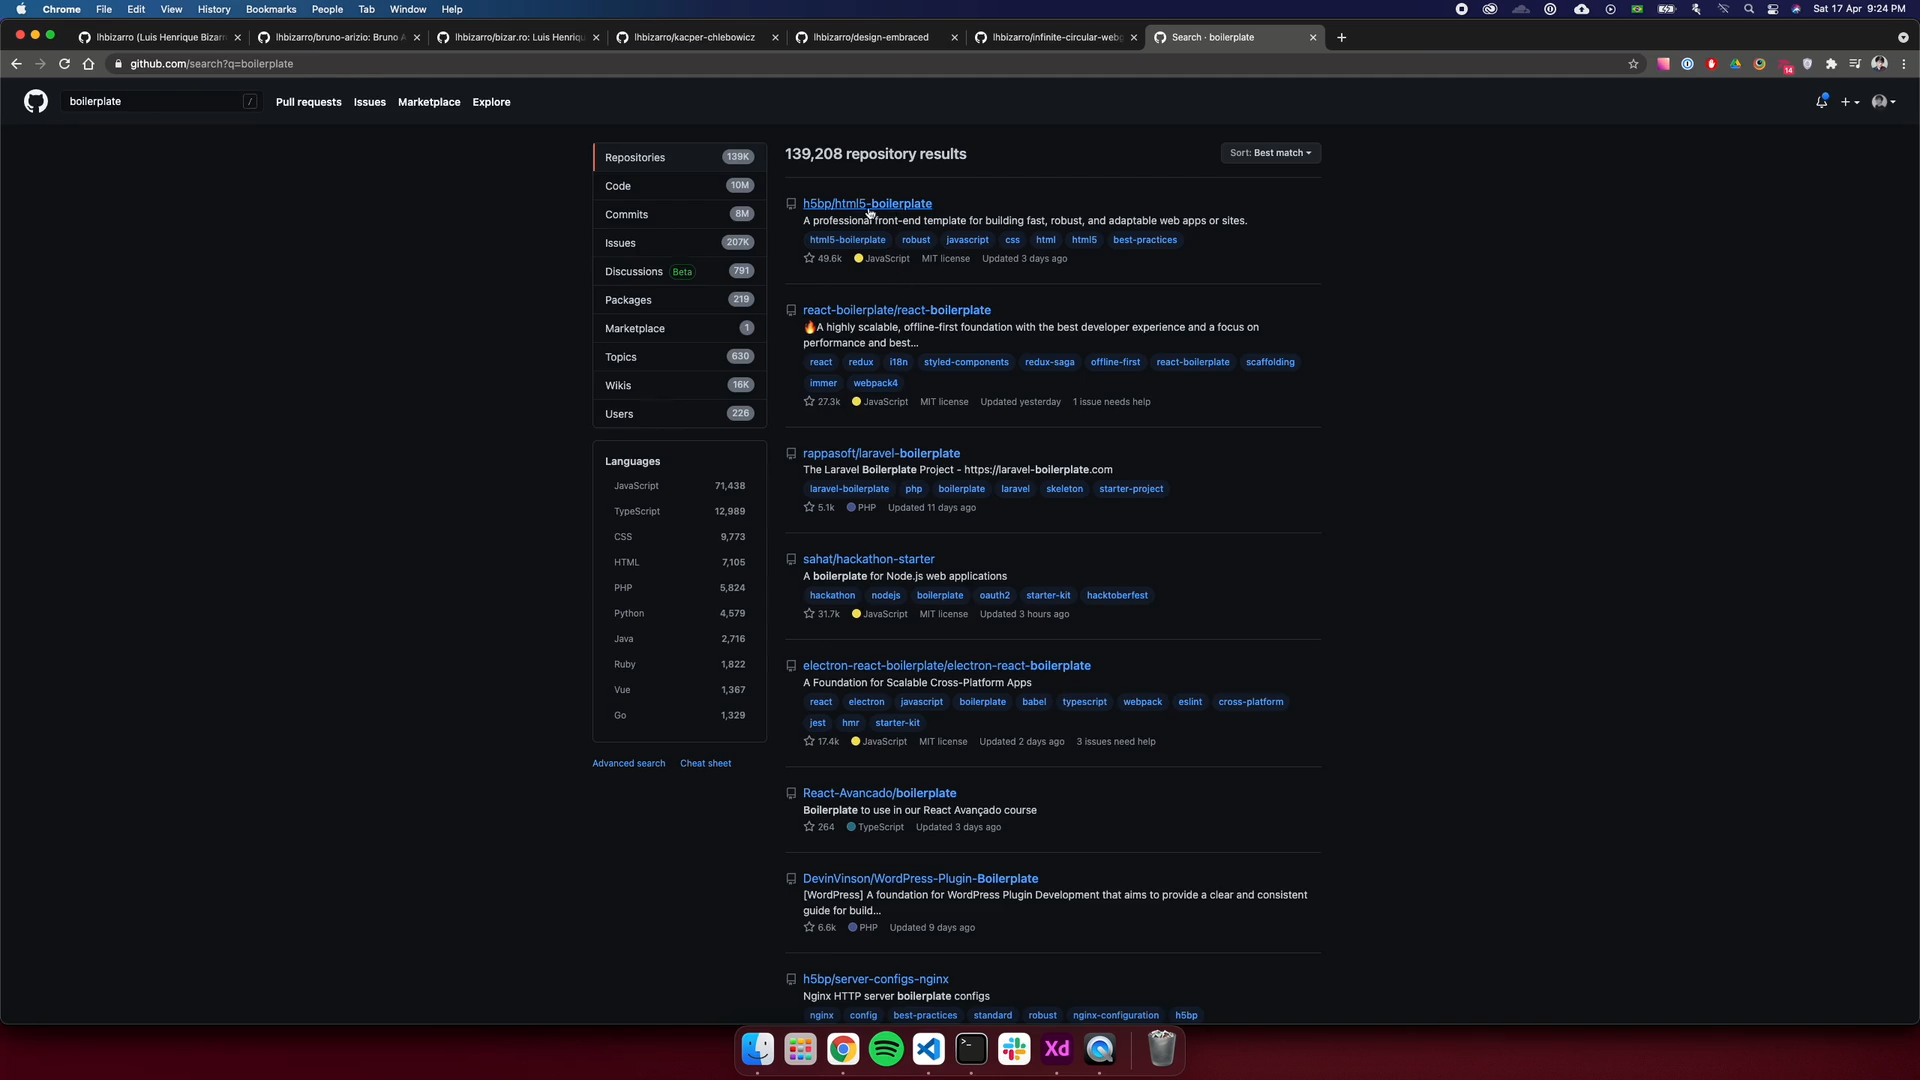 Chrome File Edit View History Bookmarks People Tab Window Help
Sat 17 Apr 9:24 PM
lhbizarro (Luis Henrique Bizarr
lhbizarro/bruno-arizio: Bruno A
lhbizarro/bizar.ro: Luis Henriqu
lhbizarro/kacper-chlebowicz
lhbizarro/design-embraced
lhbizarro/infinite-circular-webg
Search · boilerplate
github.com/search?q=boilerplate
14
boilerplate /
Pull requests Issues Marketplace Explore
Repositories 139K
Code 10M
Commits 8M
Issues 207K
Discussions Beta 791
Packages 219
Marketplace 1
Topics 630
Wikis 16K
Users 226
Languages
JavaScript 71,438
TypeScript 12,989
CSS 9,773
HTML 7,105
PHP 5,824
Python 4,579
Java 2,716
Ruby 1,822
Vue 1,367
Go 1,329
Advanced search Cheat sheet
139,208 repository results
Sort: Best match
h5bp/html5-boilerplate
A professional front-end template for building fast, robust, and adaptable web apps or sites.
html5-boilerplate robust javascript css html html5 best-practices
49.6k JavaScript MIT license Updated 3 days ago
react-boilerplate/react-boilerplate
🔥A highly scalable, offline-first foundation with the best developer experience and a focus on
performance and best...
react redux i18n styled-components redux-saga offline-first react-boilerplate scaffolding
immer webpack4
27.3k JavaScript MIT license Updated yesterday 1 issue needs help
rappasoft/laravel-boilerplate
The Laravel Boilerplate Project - https://laravel-boilerplate.com
laravel-boilerplate php boilerplate laravel skeleton starter-project
5.1k PHP Updated 11 days ago
sahat/hackathon-starter
A boilerplate for Node.js web applications
hackathon nodejs boilerplate oauth2 starter-kit hacktoberfest
31.7k JavaScript MIT license Updated 3 hours ago
electron-react-boilerplate/electron-react-boilerplate
A Foundation for Scalable Cross-Platform Apps
react electron javascript boilerplate babel typescript webpack eslint cross-platform
jest hmr starter-kit
17.4k JavaScript MIT license Updated 2 days ago 3 issues need help
React-Avancado/boilerplate
Boilerplate to use in our React Avançado course
264 TypeScript Updated 3 days ago
DevinVinson/WordPress-Plugin-Boilerplate
[WordPress] A foundation for WordPress Plugin Development that aims to provide a clear and consistent
guide for build...
6.6k PHP Updated 9 days ago
h5bp/server-configs-nginx
Nginx HTTP server boilerplate configs
nginx config best-practices standard robust nginx-configuration h5bp
Xd